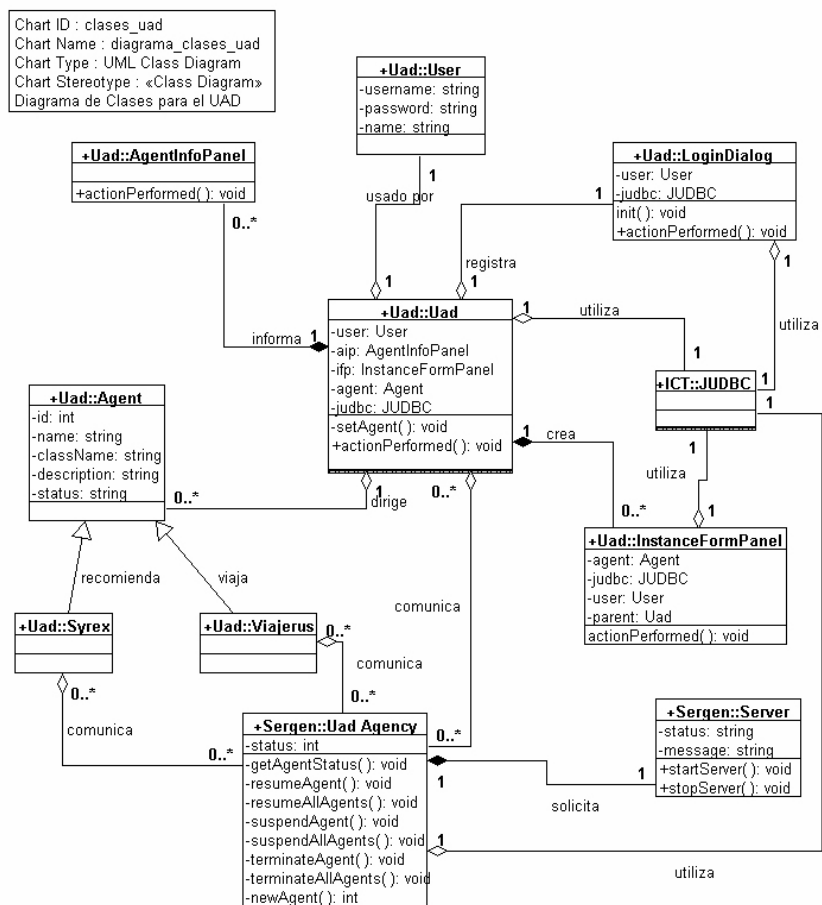 Chart ID : clases_uad
Chart Name : diagrama_clases_uad
Chart Type : UML Class Diagram
Chart Stereotype : «Class Diagram»
Diagrama de Clases para el UAD
+Uad::User
-username: string
-password: string
-name: string
+Uad::AgentInfoPanel
+actionPerformed( ): void
+Uad::LoginDialog
-user: User
-judbc: JUDBC
init( ): void
+actionPerformed( ): void
1
usado por
1
0..*
1
registra
1
1
utiliza
+Uad::Uad
-user: User
-aip: AgentInfoPanel
-ifp: InstanceFormPanel
-agent: Agent
-judbc: JUDBC
-setAgent( ): void
+actionPerformed( ): void
informa
1
1
utiliza
1
+ICT::JUDBC
1
1
1
+Uad::Agent
-id: int
-name: string
-className: string
-description: string
-status: string
1
crea
0..*
utiliza
1
0..*
1
dirige
0..*
+Uad::InstanceFormPanel
-agent: Agent
-judbc: JUDBC
-user: User
-parent: Uad
actionPerformed( ): void
recomienda
viaja
comunica
+Uad::Syrex
+Uad::Viajerus
0..*
comunica
0..*
0..*
comunica
0..*
0..*
+Sergen::Uad Agency
-status: int
-getAgentStatus( ): void
-resumeAgent( ): void
-resumeAllAgents( ): void
-suspendAgent( ): void
-suspendAllAgents( ): void
-terminateAgent( ): void
-terminateAllAgents( ): void
-newAgent( ): int
+Sergen::Server
-status: string
-message: string
+startServer( ): void
+stopServer( ): void
1
solicita
1
1
utiliza